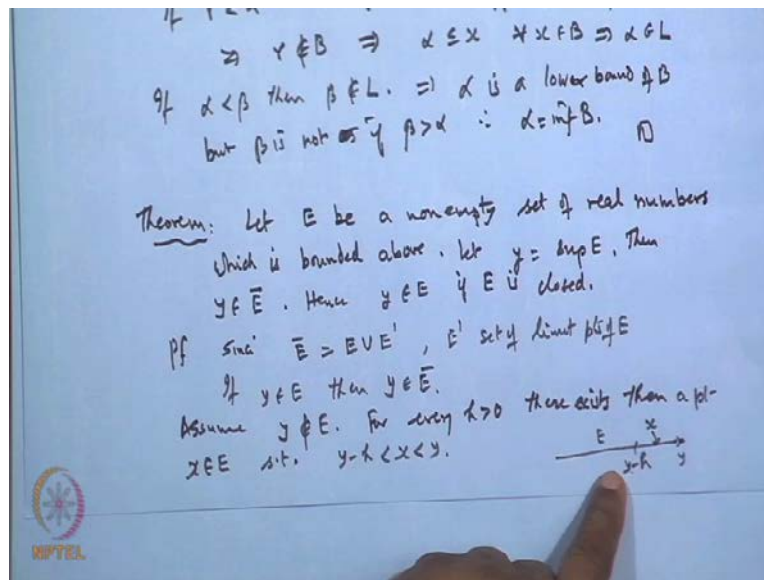 ⇒ γ ∉ B ⇒ α ≤ x ∀ x ∈ B ⇒ α ∈ L
If α < β then β ∉ L. ⇒ α is a lower bound of B
but β is not if β > α ∴ α = inf B.
Theorem: Let E be a nonempty set of real numbers
which is bounded above. Let y = sup E. Then
y ∈ E̅. Hence y ∈ E if E is closed.
Pf Since E̅ = E ∪ E', E' set of limit pts of E
If y ∈ E then y ∈ E̅.
Assume y ∉ E. For every h > 0 there exists then a pt-
x ∈ E s.t. y-h < x < y.
E x
y-h y
NPTEL